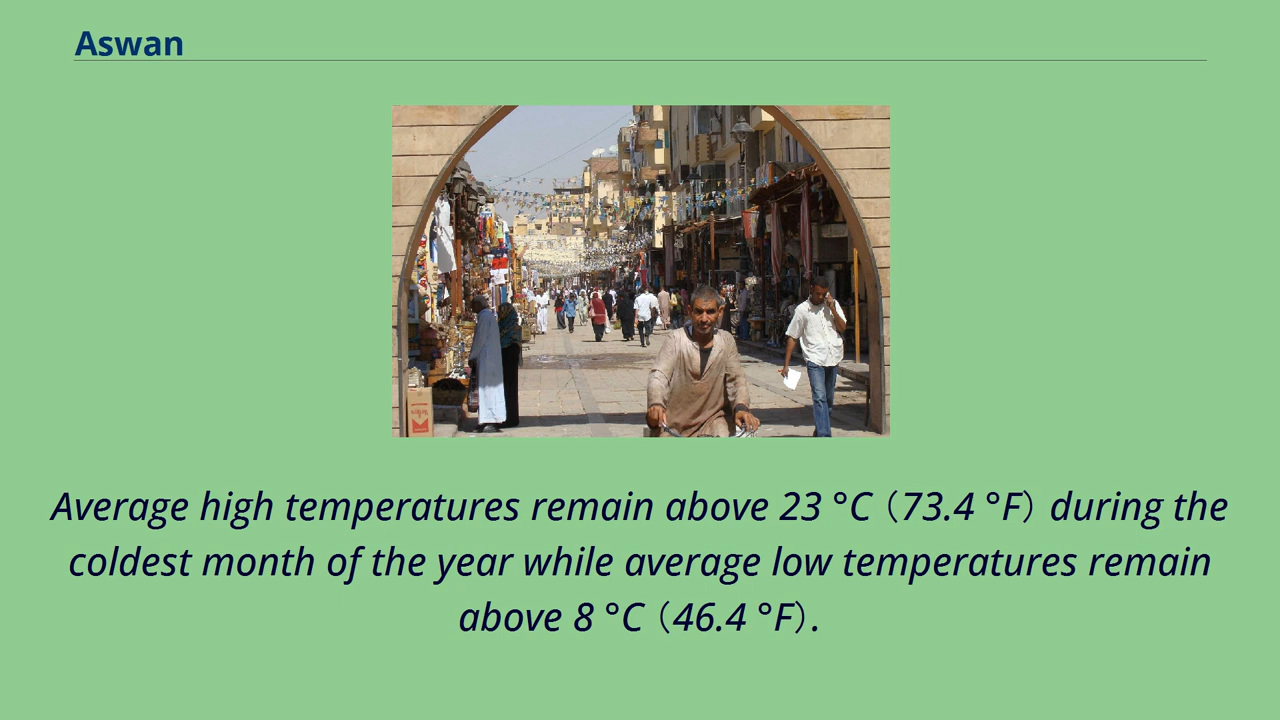 Aswan
Average high temperatures remain above 23 °C（73.4 °F）during the
coldest month of the year while average low temperatures remain
above 8 °C（46.4 °F）.